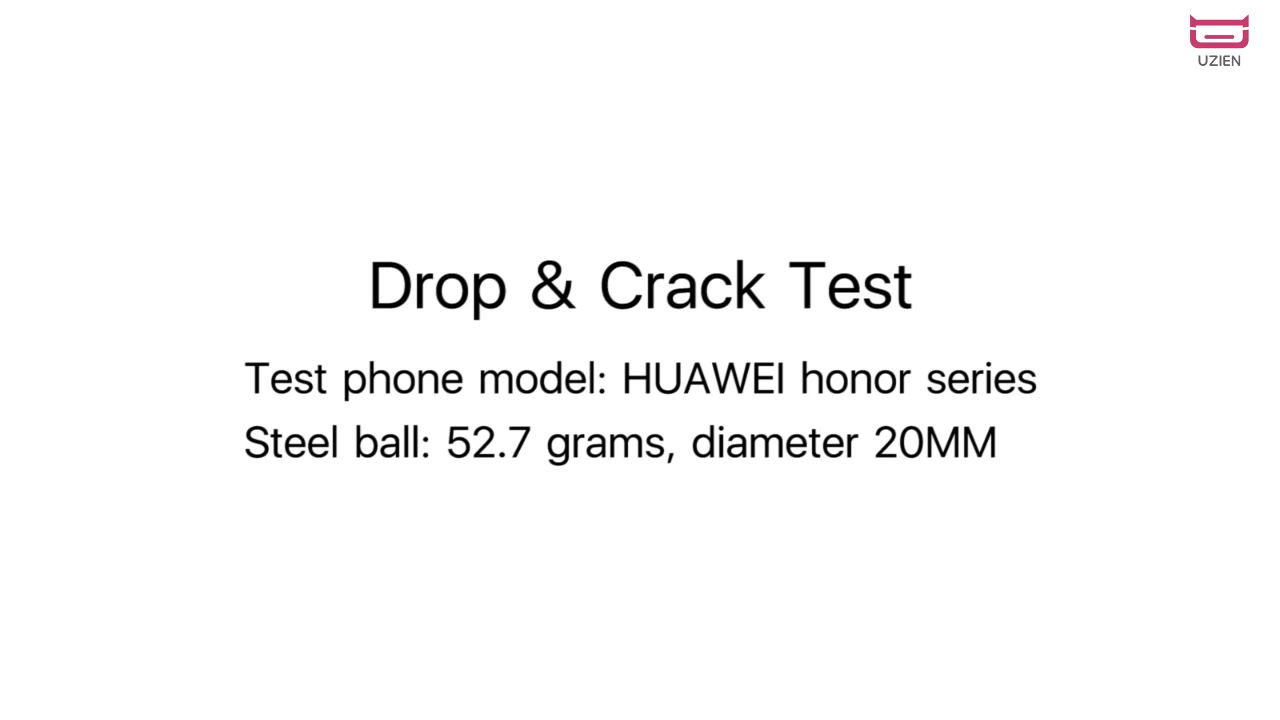 UZIEN
Drop & Crack Test
Test phone model: HUAWEI honor series
Steel ball: 52.7 grams, diameter 20MM